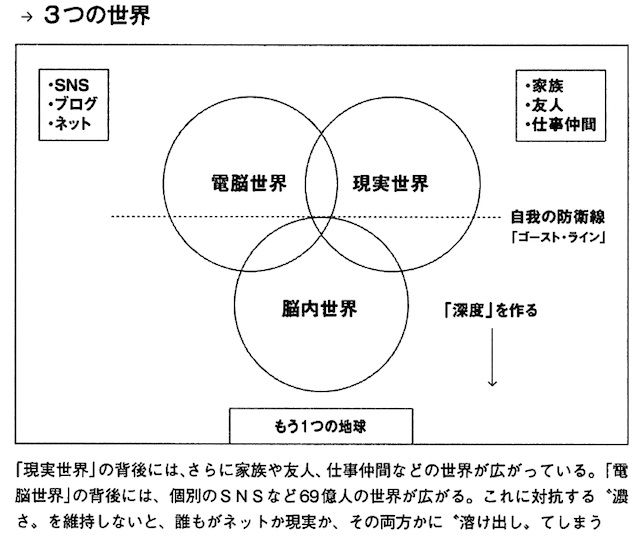 → 3つの世界
・SNS
・ブログ
・ネット
・家族
・友人
・仕事仲間
電脳世界
現実世界
自我の防衛線
「ゴースト・ライン」
脳内世界
「深度」を作る
もう1つの地球
「現実世界」の背後には、さらに家族や友人、仕事仲間などの世界が広がっている。「電
脳世界」の背後には、個別のSNSなど69億人の世界が広がる。これに対抗する〝濃
さ〟を維持しないと、誰もがネットか現実か、その両方かに〝溶け出し〟てしまう